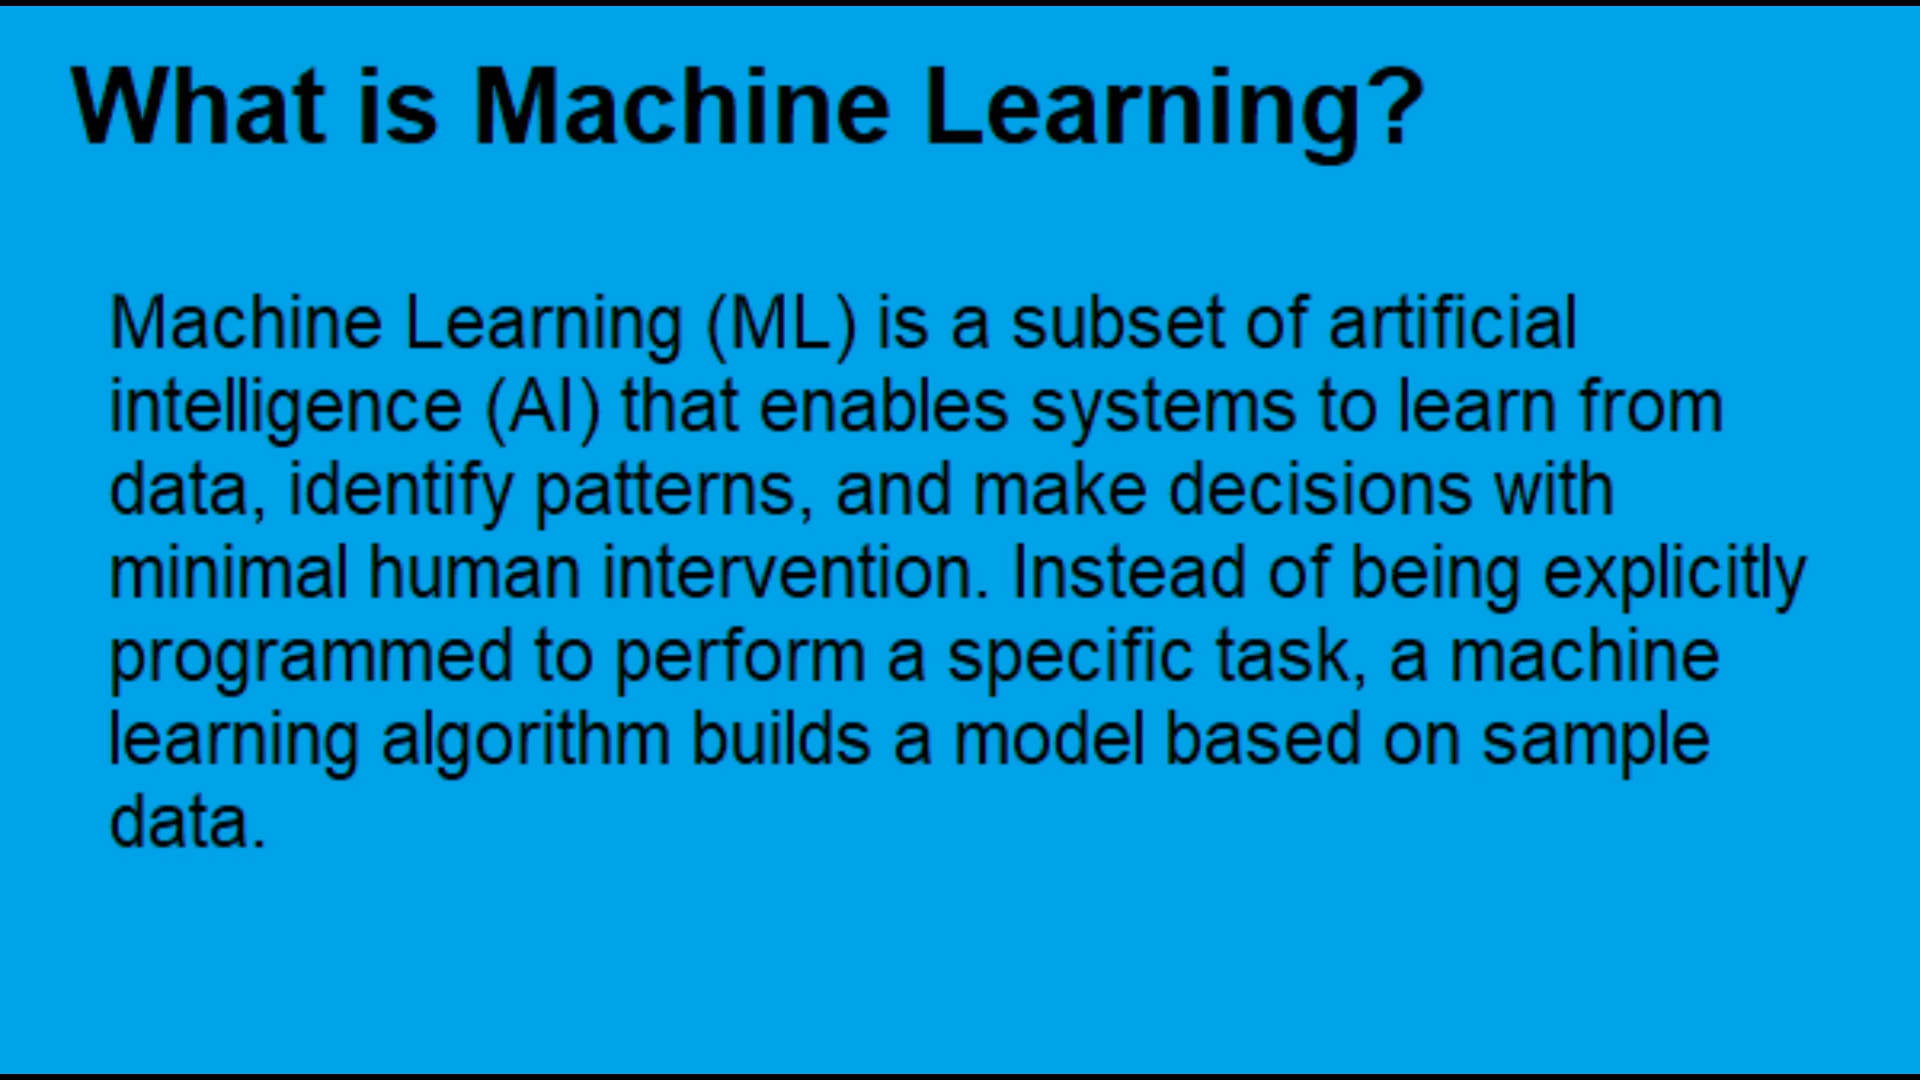 What is Machine Learning?
Machine Learning (ML) is a subset of artificial
intelligence (AI) that enables systems to learn from
data, identify patterns, and make decisions with
minimal human intervention. Instead of being explicitly
programmed to perform a specific task, a machine
learning algorithm builds a model based on sample
data.